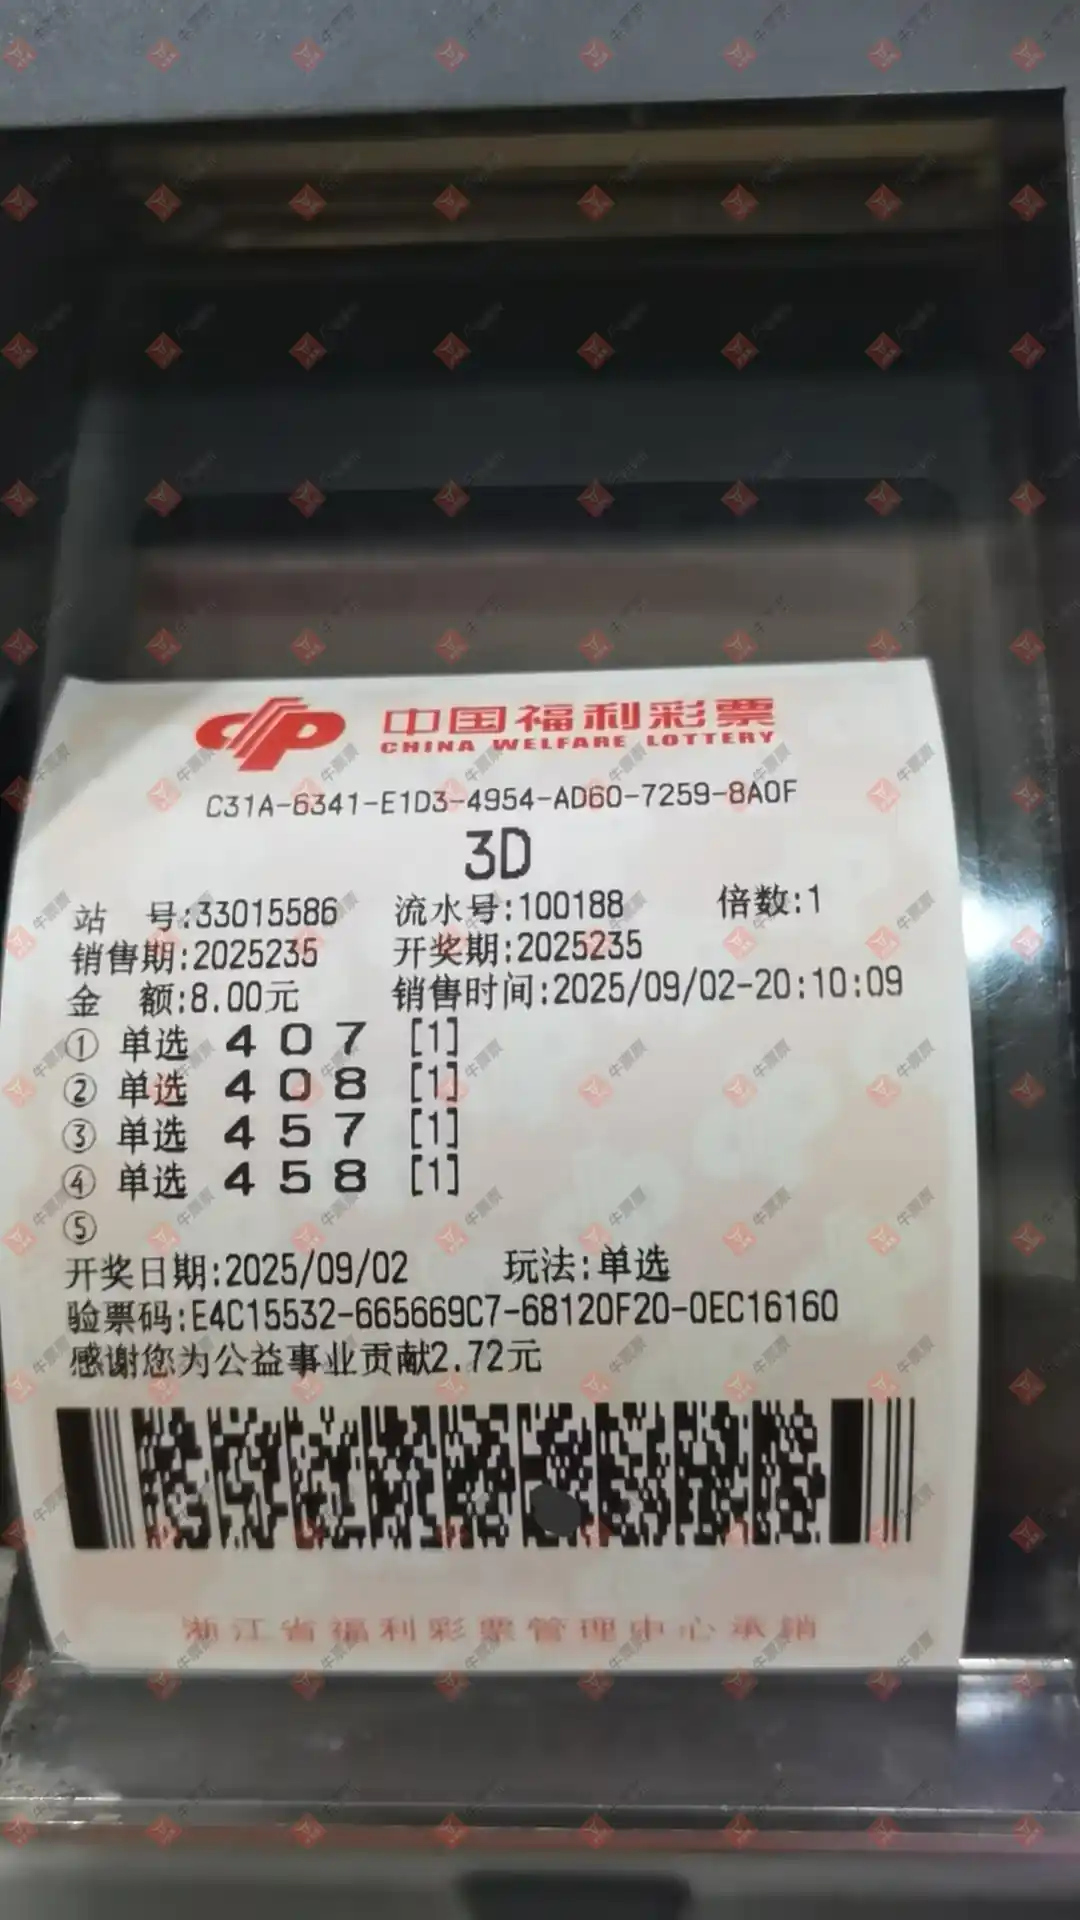 中国福利彩票
CHINA WELFARE LOTTERY
C31A-6341-E1D3-4954-AD60-7259-8A0F
3D
站 号:33015586 流水号:100188 倍数:1
销售期:2025235 开奖期:2025235
金 额:8.00元 销售时间:2025/09/02-20:10:09
① 单选 4 0 7 [1]
② 单选 4 0 8 [1]
③ 单选 4 5 7 [1]
④ 单选 4 5 8 [1]
⑤
开奖日期:2025/09/02 玩法:单选
验票码:E4C15532-665669C7-68120F20-0EC16160
感谢您为公益事业贡献2.72元
浙江省福利彩票管理中心承销